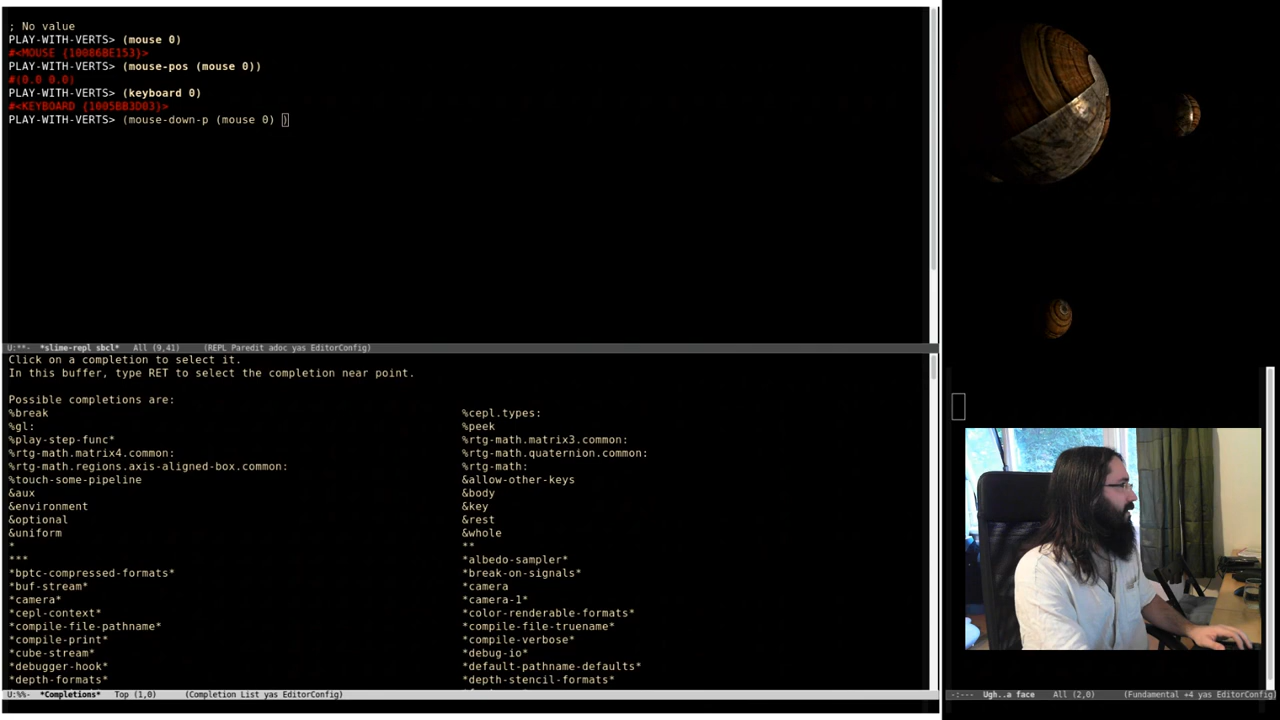 ; No value
PLAY-WITH-VERTS> (mouse 0)
#<MOUSE {10086BE153}>
PLAY-WITH-VERTS> (mouse-pos (mouse 0))
#(0.0 0.0)
PLAY-WITH-VERTS> (keyboard 0)
#<KEYBOARD {1005BB3D03}>
PLAY-WITH-VERTS> (mouse-down-p (mouse 0) )
U:**- *slime-repl sbcl* All (9,41) (REPL Paredit adoc yas EditorConfig)
Click on a completion to select it.
In this buffer, type RET to select the completion near point.
Possible completions are:
%break %cepl.types:
%gl: %peek
%play-step-func* %rtg-math.matrix3.common:
%rtg-math.matrix4.common: %rtg-math.quaternion.common:
%rtg-math.regions.axis-aligned-box.common: %rtg-math:
%touch-some-pipeline &allow-other-keys
&aux &body
&environment &key
&optional &rest
&uniform &whole
* **
*** *albedo-sampler*
*bptc-compressed-formats* *break-on-signals*
*buf-stream* *camera
*camera* *camera-1*
*cepl-context* *color-renderable-formats*
*compile-file-pathname* *compile-file-truename*
*compile-print* *compile-verbose*
*cube-stream* *debug-io*
*debugger-hook* *default-pathname-defaults*
*depth-formats* *depth-stencil-formats*
U:%%- *Completions* Top (1,0) (Completion List yas EditorConfig)
-:--- Ugh..a face All (2,0) (Fundamental +4 yas EditorConfig)